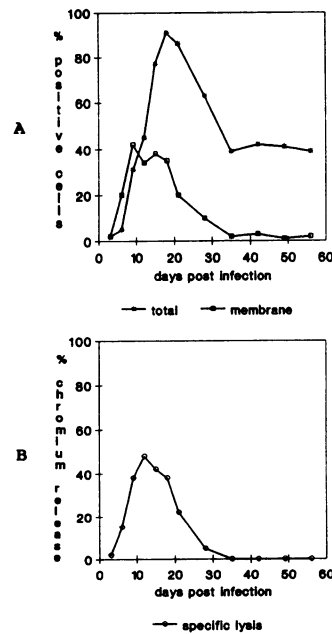 A
% positive cells
100
80
60
40
20
0
0 10 20 30 40 50 60
days post infection
total membrane
B
% chromium release
100
80
60
40
20
0
0 10 20 30 40 50 60
days post infection
specific lysis